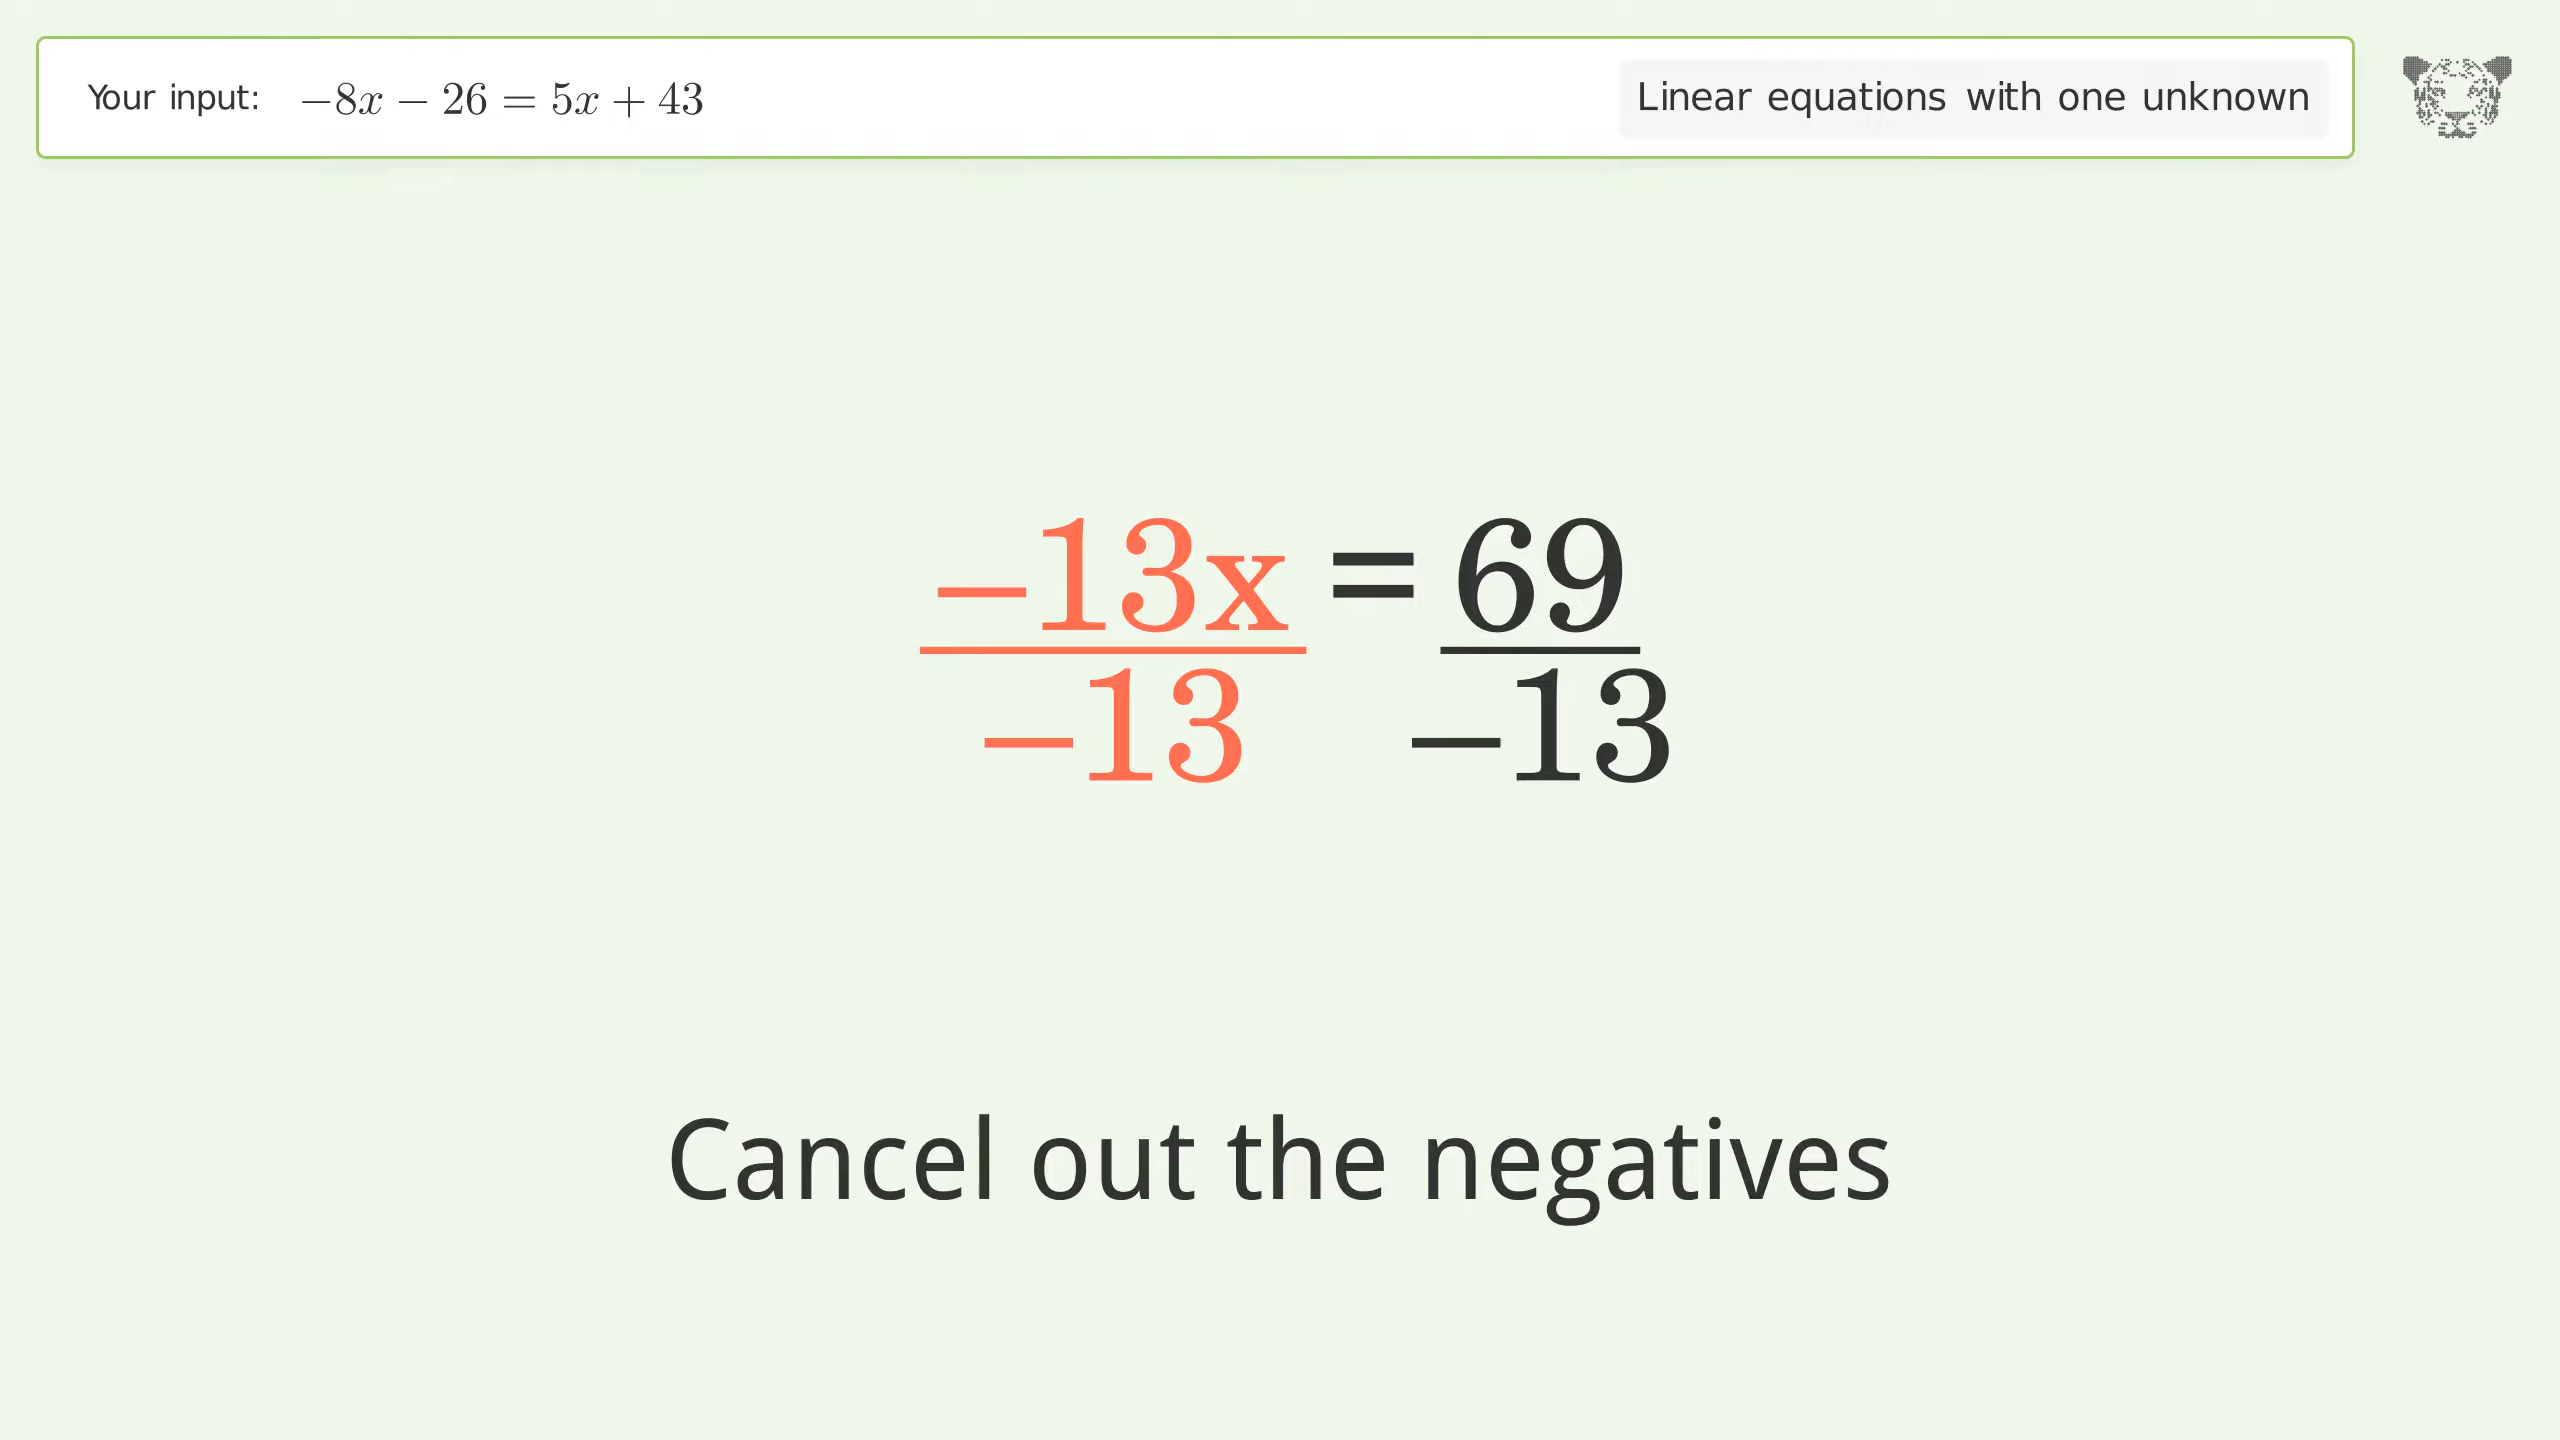 Your input: −8x − 26 = 5x + 43
Linear equations with one unknown
−13x = 69
−13 −13
Cancel out the negatives